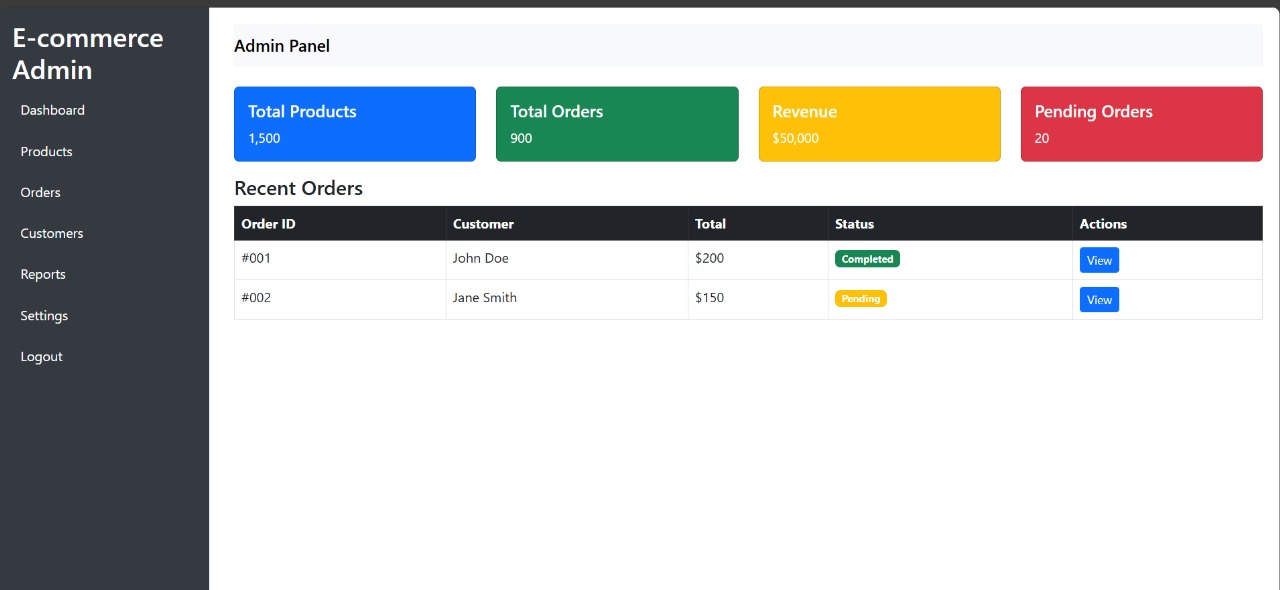 E-commerce
Admin
Dashboard
Products
Orders
Customers
Reports
Settings
Logout
Admin Panel
Total Products
1,500
Total Orders
900
Revenue
$50,000
Pending Orders
20
Recent Orders
Order ID Customer Total Status Actions
#001 John Doe $200 Completed View
#002 Jane Smith $150 Pending View